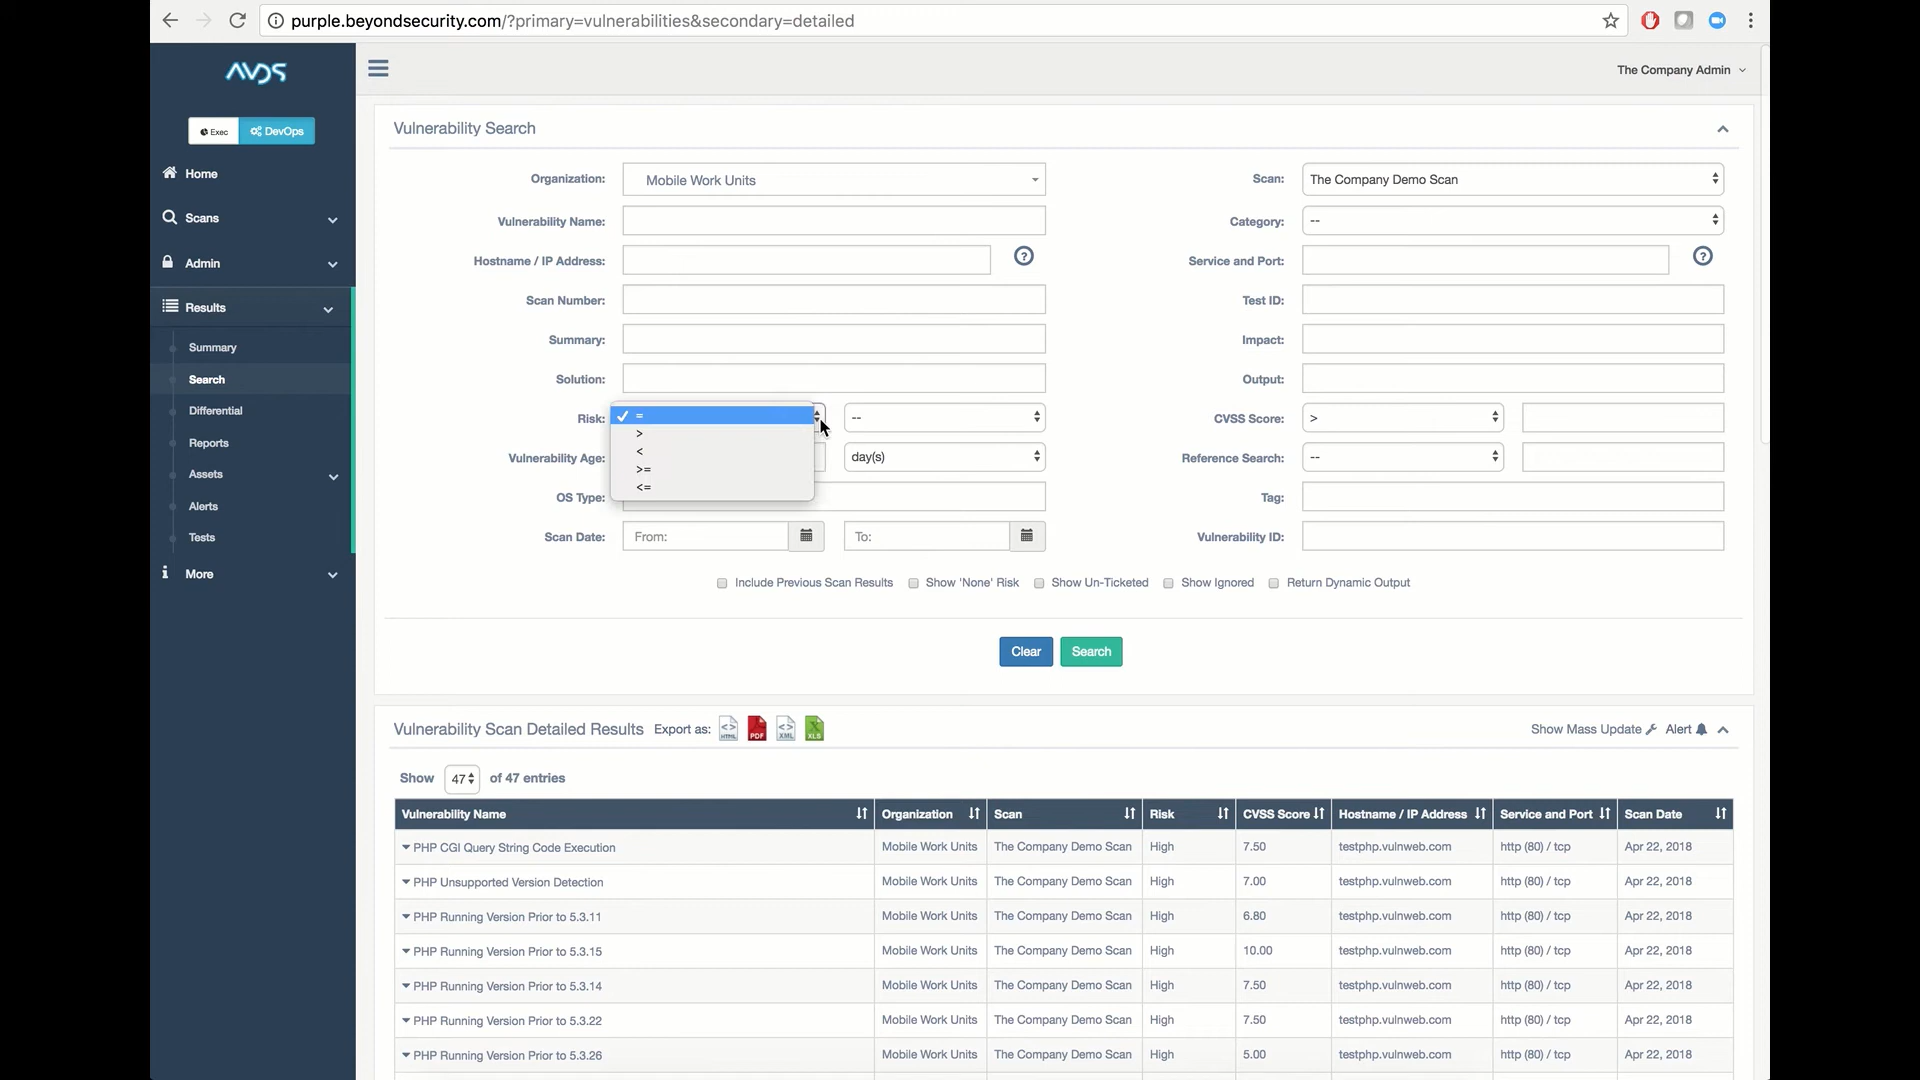 purple.beyondsecurity.com/?primary=vulnerabilities&secondary=detailed
AVDS
The Company Admin
Exec DevOps
Home
Scans
Admin
Results
Summary
Search
Differential
Reports
Assets
Alerts
Tests
More
Vulnerability Search
Organization: Mobile Work Units Scan: The Company Demo Scan
Vulnerability Name: Category: --
Hostname / IP Address: ? Service and Port: ?
Scan Number: Test ID:
Summary: Impact:
Solution: Output:
Risk: = -- CVSS Score: >
>
<
>=
<=
Vulnerability Age: day(s) Reference Search: --
OS Type: Tag:
Scan Date: From: To: Vulnerability ID:
Include Previous Scan Results Show 'None' Risk Show Un-Ticketed Show Ignored Return Dynamic Output
Clear Search
Vulnerability Scan Detailed Results Export as: HTML PDF XML XLS Show Mass Update Alert
Show 47 of 47 entries
Vulnerability Name Organization Scan Risk CVSS Score Hostname / IP Address Service and Port Scan Date
PHP CGI Query String Code Execution Mobile Work Units The Company Demo Scan High 7.50 testphp.vulnweb.com http (80) / tcp Apr 22, 2018
PHP Unsupported Version Detection Mobile Work Units The Company Demo Scan High 7.00 testphp.vulnweb.com http (80) / tcp Apr 22, 2018
PHP Running Version Prior to 5.3.11 Mobile Work Units The Company Demo Scan High 6.80 testphp.vulnweb.com http (80) / tcp Apr 22, 2018
PHP Running Version Prior to 5.3.15 Mobile Work Units The Company Demo Scan High 10.00 testphp.vulnweb.com http (80) / tcp Apr 22, 2018
PHP Running Version Prior to 5.3.14 Mobile Work Units The Company Demo Scan High 7.50 testphp.vulnweb.com http (80) / tcp Apr 22, 2018
PHP Running Version Prior to 5.3.22 Mobile Work Units The Company Demo Scan High 7.50 testphp.vulnweb.com http (80) / tcp Apr 22, 2018
PHP Running Version Prior to 5.3.26 Mobile Work Units The Company Demo Scan High 5.00 testphp.vulnweb.com http (80) / tcp Apr 22, 2018